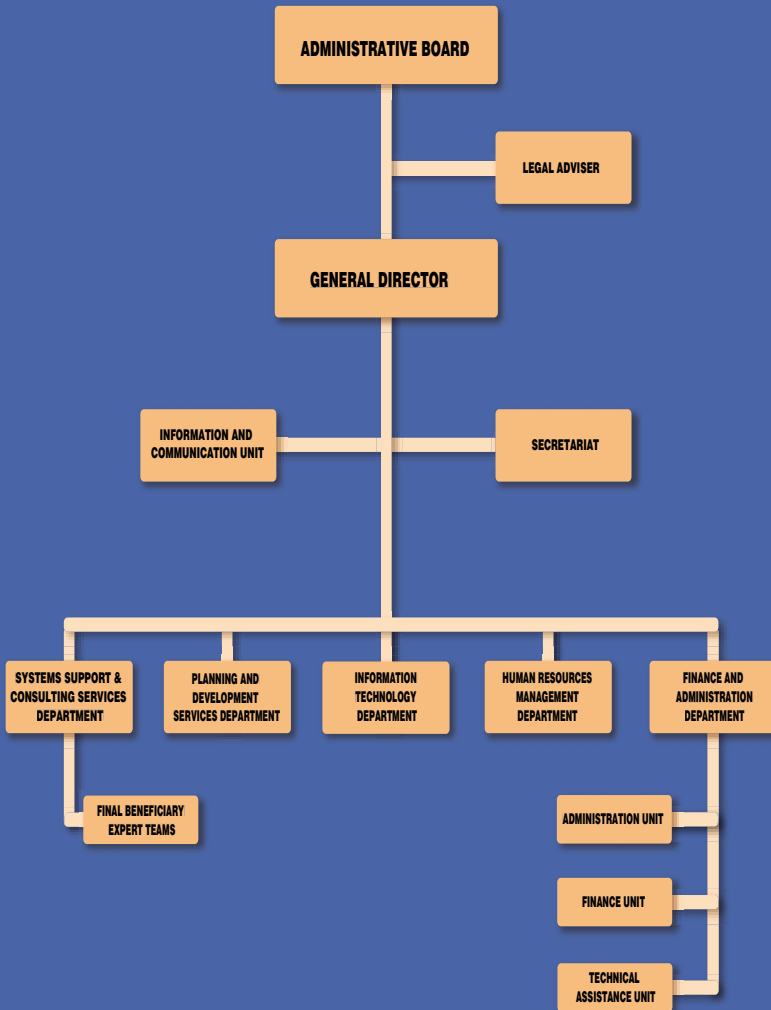 ADMINISTRATIVE BOARD
LEGAL ADVISER
GENERAL DIRECTOR
INFORMATION AND
COMMUNICATION UNIT
SECRETARIAT
SYSTEMS SUPPORT &
CONSULTING SERVICES
DEPARTMENT
PLANNING AND
DEVELOPMENT
SERVICES DEPARTMENT
INFORMATION
TECHNOLOGY
DEPARTMENT
HUMAN RESOURCES
MANAGEMENT
DEPARTMENT
FINANCE AND
ADMINISTRATION
DEPARTMENT
FINAL BENEFICIARY
EXPERT TEAMS
ADMINISTRATION UNIT
FINANCE UNIT
TECHNICAL
ASSISTANCE UNIT